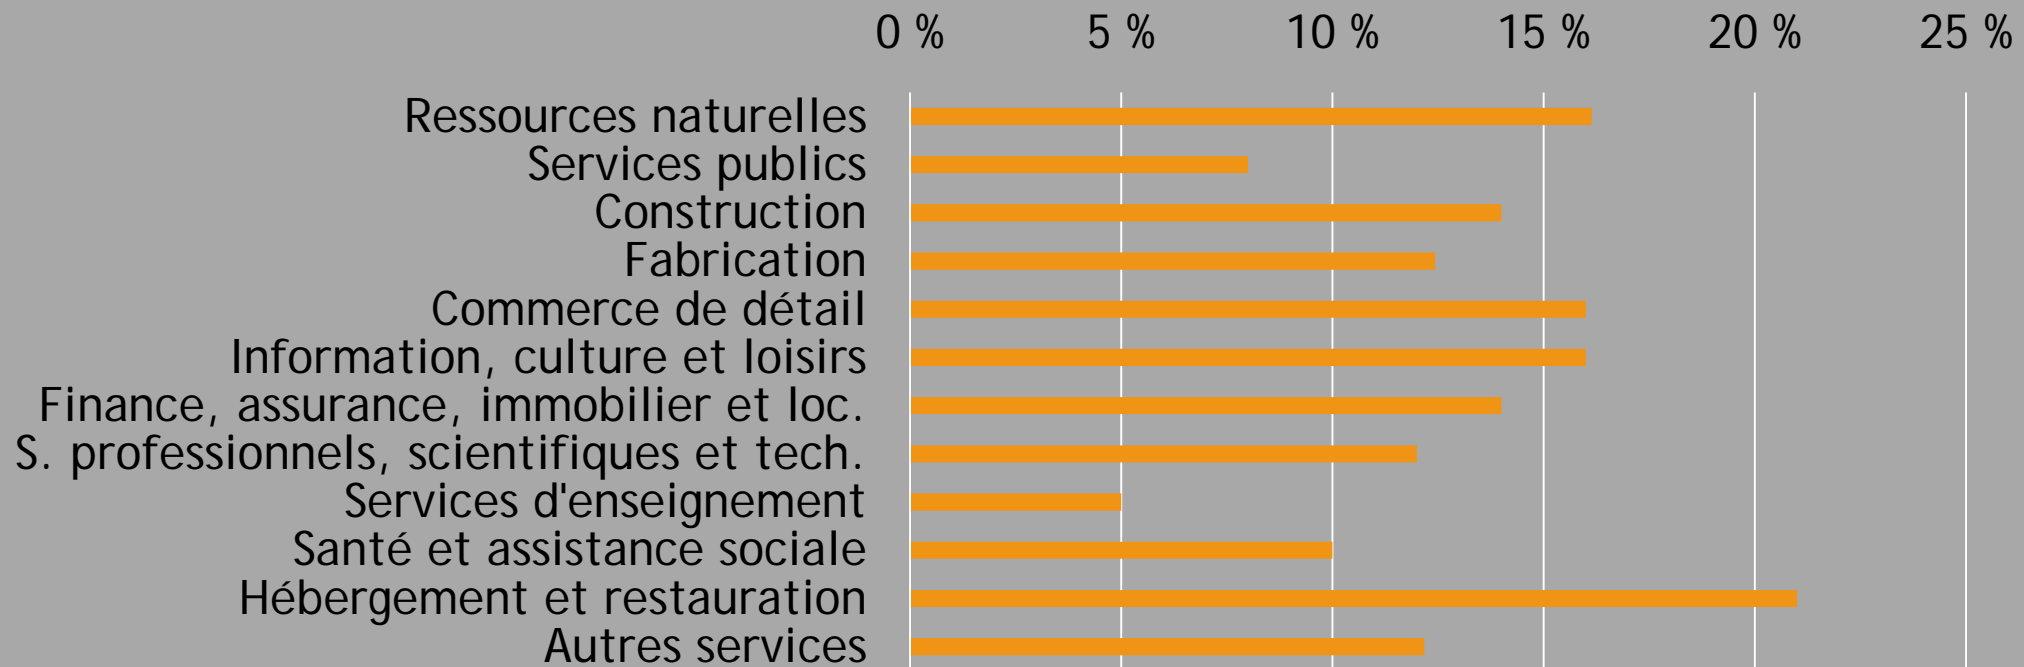 0 % 5 % 10 % 15 % 20 % 25 %
Ressources naturelles
Services publics
Construction
Fabrication
Commerce de détail
Information, culture et loisirs
Finance, assurance, immobilier et loc.
S. professionnels, scientifiques et tech.
Services d'enseignement
Santé et assistance sociale
Hébergement et restauration
Autres services